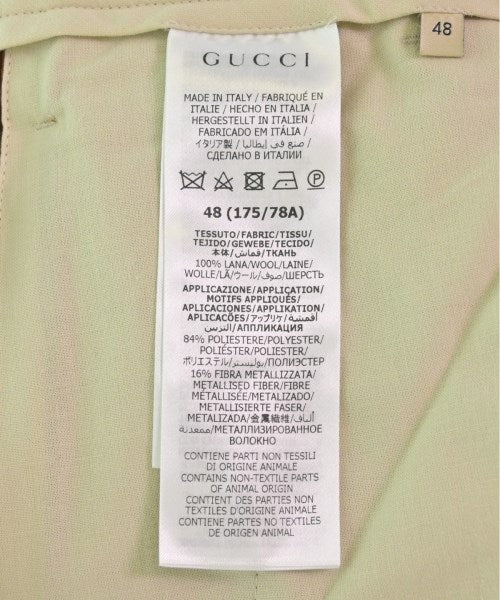 48
GUCCI
MADE IN ITALY / FABRIQUÉ EN
ITALIE / HECHO EN ITALIA /
HERGESTELLT IN ITALIEN /
FABRICADO EM ITÁLIA /
イタリア製 / صنع في إيطاليا /
СДЕЛАНО В ИТАЛИИ
P
48 (175/78A)
TESSUTO/FABRIC/TISSU/
TEJIDO/GEWEBE/TECIDO/
本体/قماش/ТКАНЬ
100% LANA/WOOL/LAINE/
WOLLE/LÃ/ウール/صوف/ШЕРСТЬ
APPLICAZIONE/APPLICATION/
MOTIFS APPLIQUÉS/
APLICACIONES/APPLIKATION/
APLICACÕES/アップリケ/أقمشة
التزيين/АППЛИКАЦИЯ
84% POLIESTERE/POLYESTER/
POLIÉSTER/POLYESTER/
ポリエステル/بوليستر/ПОЛИЭСТЕР
16% FIBRA METALLIZZATA/
METALLISED FIBER/FIBRE
MÉTALLISÉE/METALIZADO/
METALLISIERTE FASER/
METALIZADA/金属繊維/ألياف
معدنية/МЕТАЛЛИЗИРОВАННОЕ
ВОЛОКНО
CONTIENE PARTI NON TESSILI
DI ORIGINE ANIMALE
CONTAINS NON-TEXTILE PARTS
OF ANIMAL ORIGIN
CONTIENT DES PARTIES NON
TEXTILES D'ORIGINE ANIMALE
CONTIENE PARTES NO TEXTILES
DE ORIGEN ANIMAL